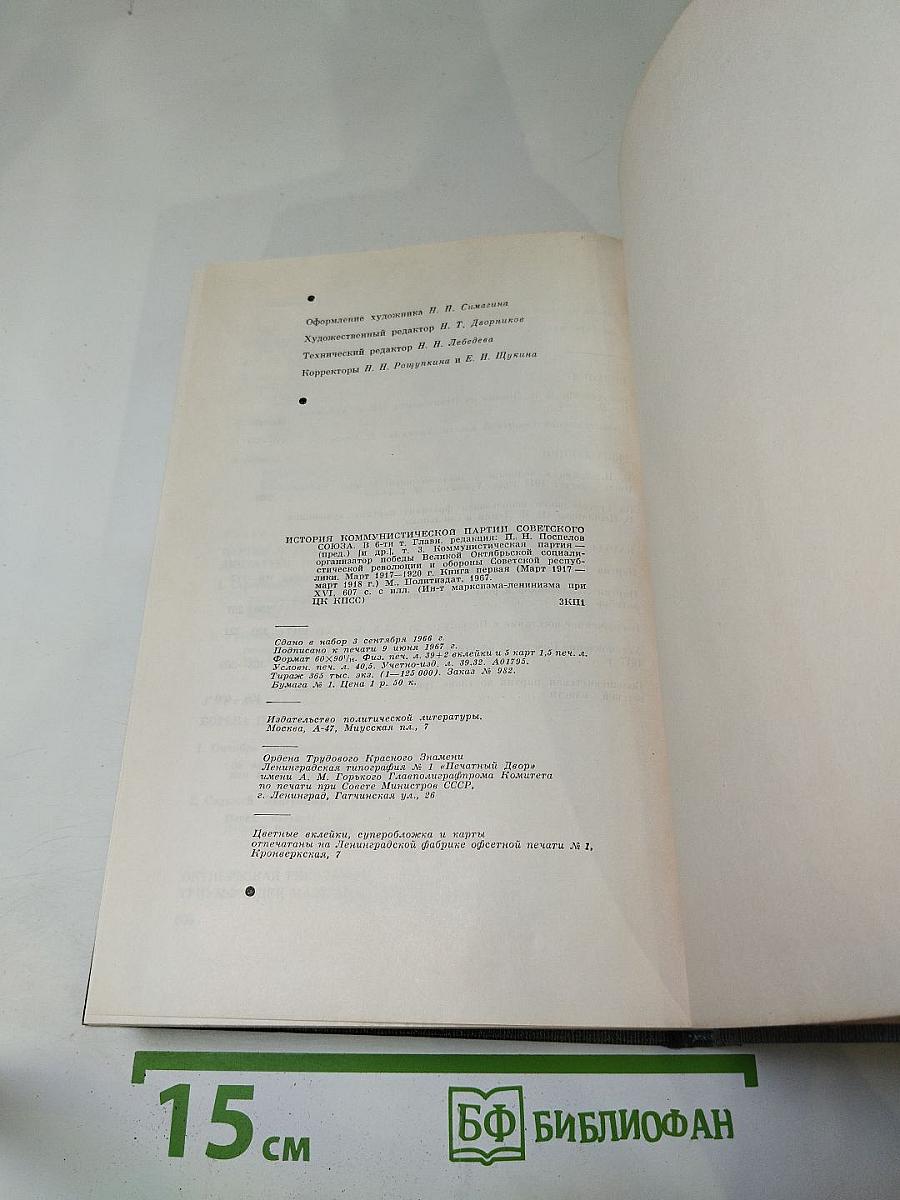 Оформление художника Н. Н. Симагина
Художественный редактор Н. Т. Дворников
Технический редактор Н. Н. Лебедева
Корректоры Н. Н. Рощупкина и Е. И. Щукина
ИСТОРИЯ КОММУНИСТИЧЕСКОЙ ПАРТИИ СОВЕТСКОГО
СОЮЗА. В 6-ти т. Главн. редакция: П. Н. Поспелов
(пред.) [и др.], т. 3. Коммунистическая партия —
организатор победы Великой Октябрьской социали-
стической революции и обороны Советской респуб-
лики. Март 1917—1920 г. Книга первая (Март 1917 —
март 1918 г.) М., Политиздат, 1967.
XVI, 607 с. с илл. (Ин-т марксизма-ленинизма при
ЦК КПСС) 3КП1
Сдано в набор 3 сентября 1966 г.
Подписано к печати 9 июня 1967 г.
Формат 60×90¹/₁₆. Физ. печ. л. 39+2 вклейки и 5 карт 1,5 печ. л.
Условн. печ. л. 40,5. Учетно-изд. л. 39,32. А01795.
Тираж 365 тыс. экз. (1—125 000). Заказ № 982.
Бумага № 1. Цена 1 р. 50 к.
Издательство политической литературы.
Москва, А-47, Миусская пл., 7
Ордена Трудового Красного Знамени
Ленинградская типография № 1 «Печатный Двор»
имени А. М. Горького Главполиграфпрома Комитета
по печати при Совете Министров СССР,
г. Ленинград, Гатчинская ул., 26
Цветные вклейки, суперобложка и карты
отпечатаны на Ленинградской фабрике офсетной печати № 1,
Кронверкская, 7
15 см
БФ БИБЛИОФАН